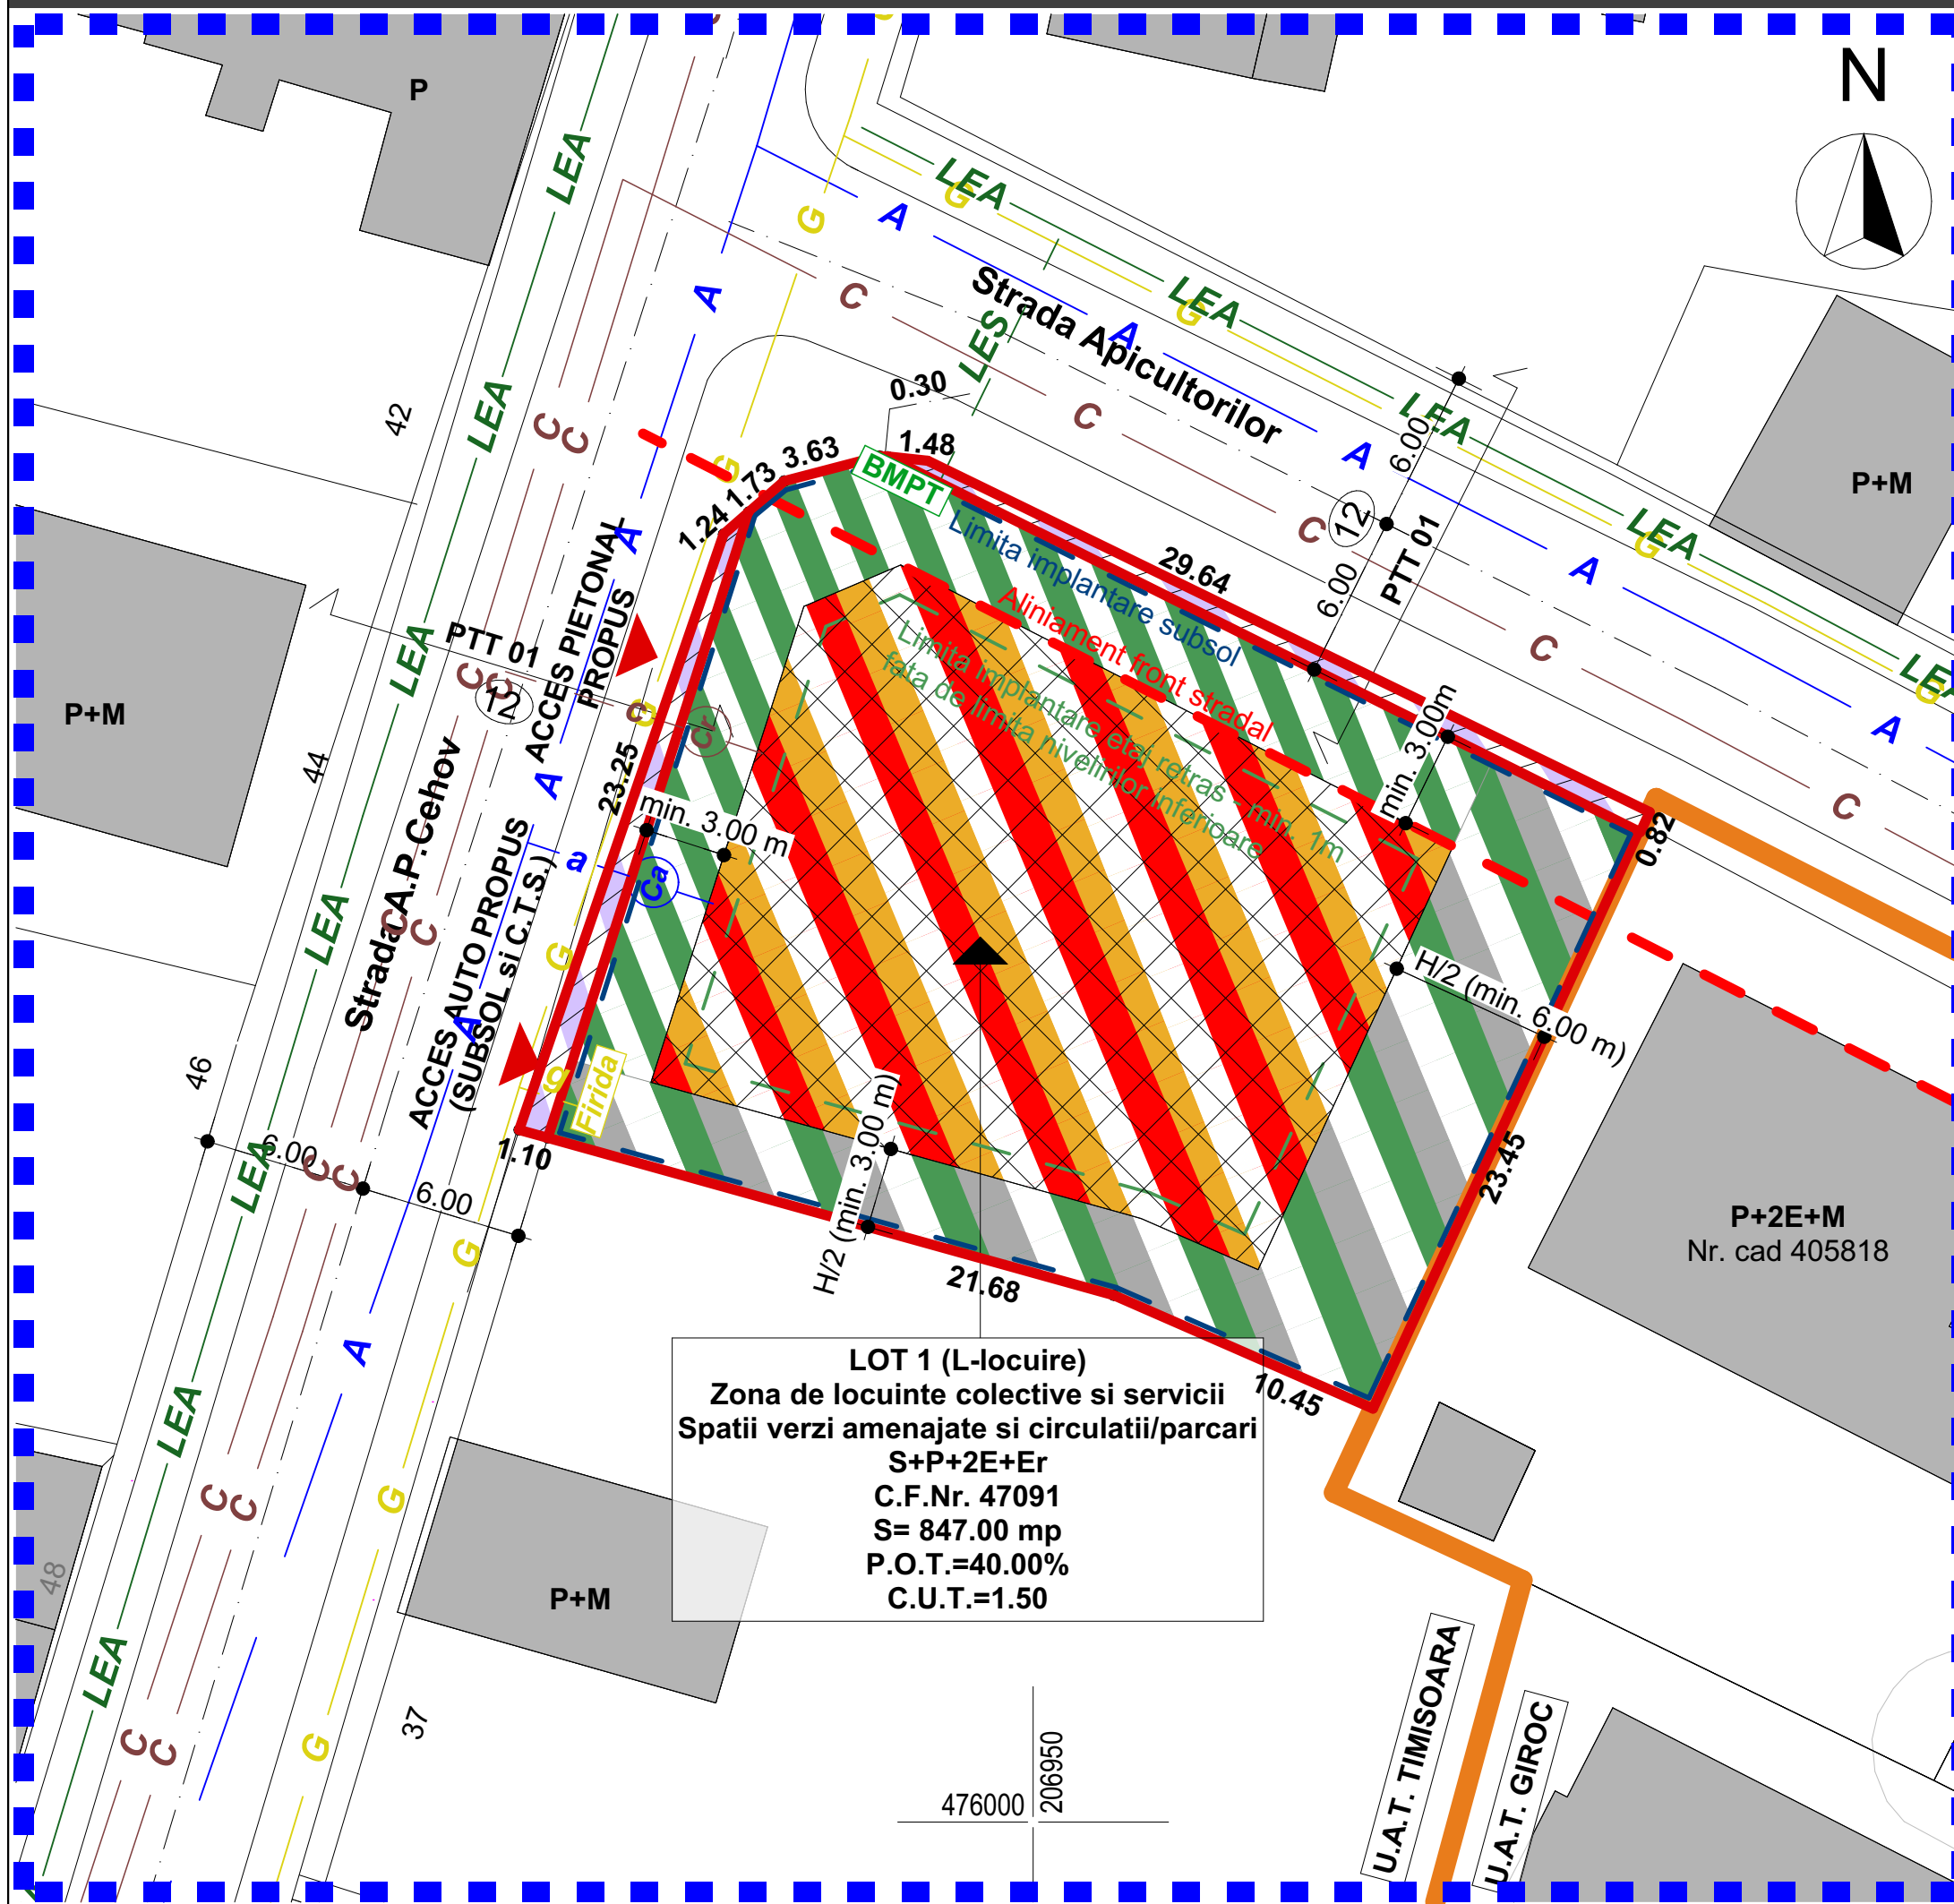 N
P
LEA
LEA
G
G
A
A
C
LEA
G
Strada Apicultorilor
A
LES
LEA
0.30
C
C
C
LEA
6.00
42
1.48
3.63
BMPT
G
1.73
1.24
A
C
12
P+M
LEA
G
A
Limita implantare subsol
29.64
6.00
PTT 01
A
ACCES PIETONAL
PROPUS
Aliniament front stradal
Limita implantare etaj retras - min. 1m
fata de limita nivelirilor inferioare
C
LEA
G
LEA
PTT 01
C
C
12
c
G
Cr
P+M
A
min. 3.00m
A
C
44
23.25
min. 3.00 m
0.82
Strada A.P.Cehov
C
C
a
Ca
ACCES AUTO PROPUS
(SUBSOL si C.T.S.)
A
LEA
G
H/2 (min. 6.00 m)
46
g
Firida
H/2 (min. 3.00 m)
1.10
6.00
6.00
C
C
LEA
G
23.45
P+2E+M
Nr. cad 405818
21.68
A
10.45
LOT 1 (L-locuire)
Zona de locuinte colective si servicii
Spatii verzi amenajate si circulatii/parcari
S+P+2E+Er
C.F.Nr. 47091
S= 847.00 mp
P.O.T.=40.00%
C.U.T.=1.50
LEA
C
C
G
48
P+M
LEA
37
C
C
G
476000
206950
U.A.T. TIMISOARA
U.A.T. GIROC